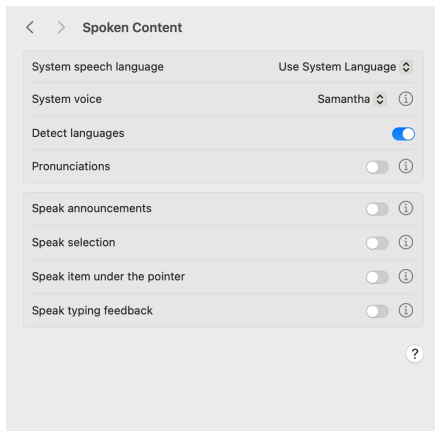 Spoken Content
System speech language Use System Language
System voice Samantha
Detect languages
Pronunciations
Speak announcements
Speak selection
Speak item under the pointer
Speak typing feedback
?